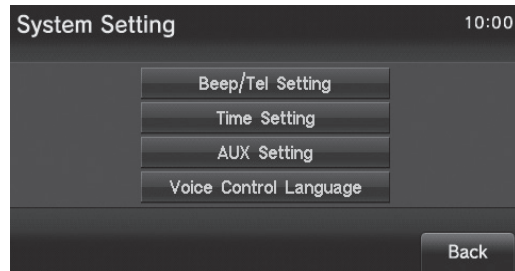 System Setting 10:00
Beep/Tel Setting
Time Setting
AUX Setting
Voice Control Language
Back